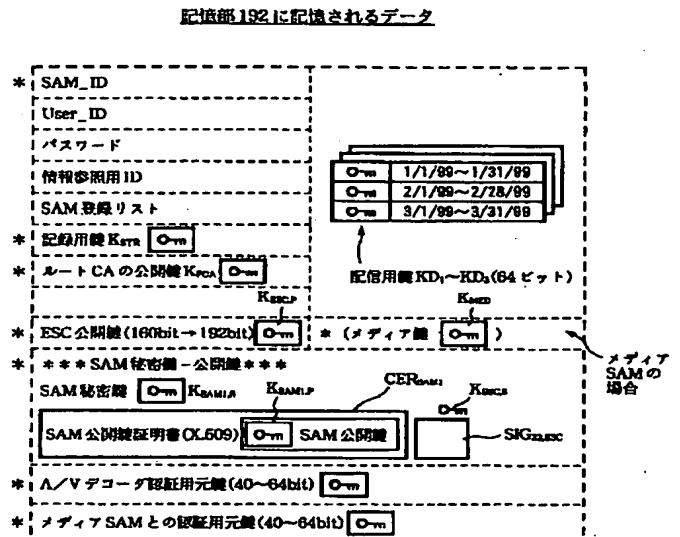 記憶部192に記憶されるデータ
* SAM_ID
User_ID
パスワード
情報参照用ID
SAM登録リスト
* 記録用鍵KSTR
* ルートCAの公開鍵
1/1/99～1/31/99
2/1/99～2/28/99
3/1/99～3/31/99
配信用鍵KD1～KD3(64ビット)
KESC,P
KMED
* ESC公開鍵(160bit→192bit)
* (メディア鍵 )
メディア
SAMの
場合
* ***SAM秘密鍵-公開鍵***
SAM秘密鍵 KSAM1,S
KSAM1,P
CERSAM1
KESC,S
SAM公開鍵証明書(X.509)
SAM公開鍵
SIG22,ESC
* A/Vデコーダ認証用元鍵(40～64bit)
* メディアSAMとの認証用元鍵(40～64bit)